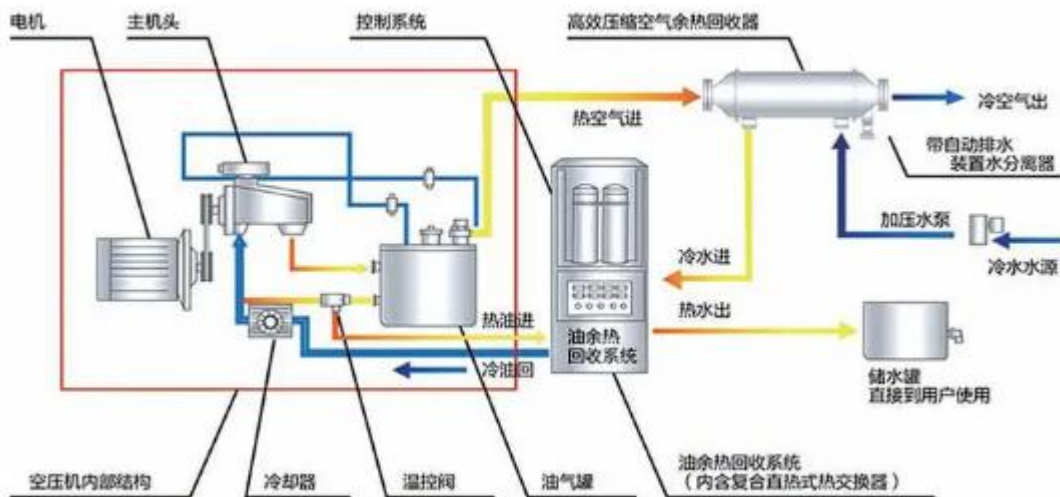 电机
主机头
控制系统
高效压缩空气余热回收器
热空气进
冷空气出
带自动排水
装置水分离器
加压水泵
冷水水源
冷水进
热水出
热油进
冷油回
油余热
回收系统
储水罐
直接到用户使用
空压机内部结构
冷却器
温控阀
油气罐
油余热回收系统
（内含复合直热式热交换器）